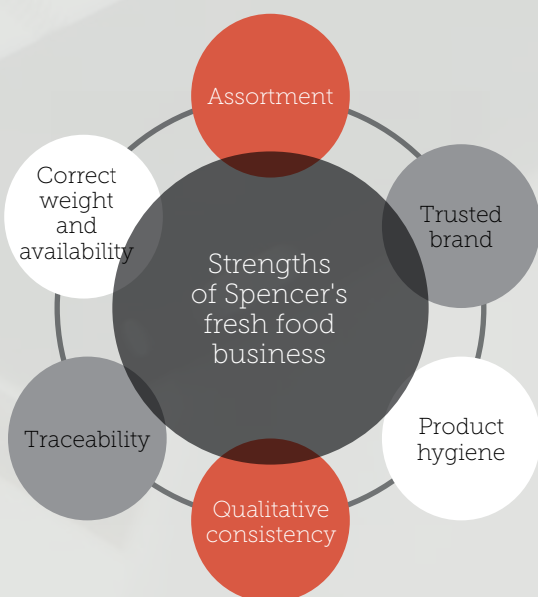 Assortment
Trusted
brand
Product
hygiene
Qualitative
consistency
Traceability
Correct
weight
and
availability
Strengths
of Spencer's
fresh food
business